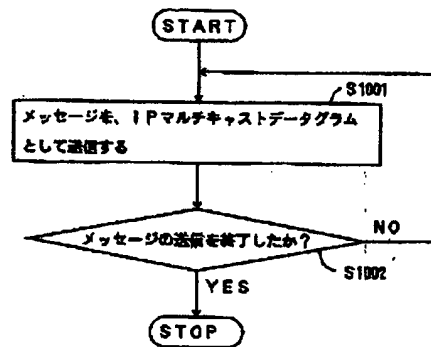 START
S1001
メッセージを、IPマルチキャストデータグラム
として送信する
メッセージの送信を終了したか?
NO
S1002
YES
STOP